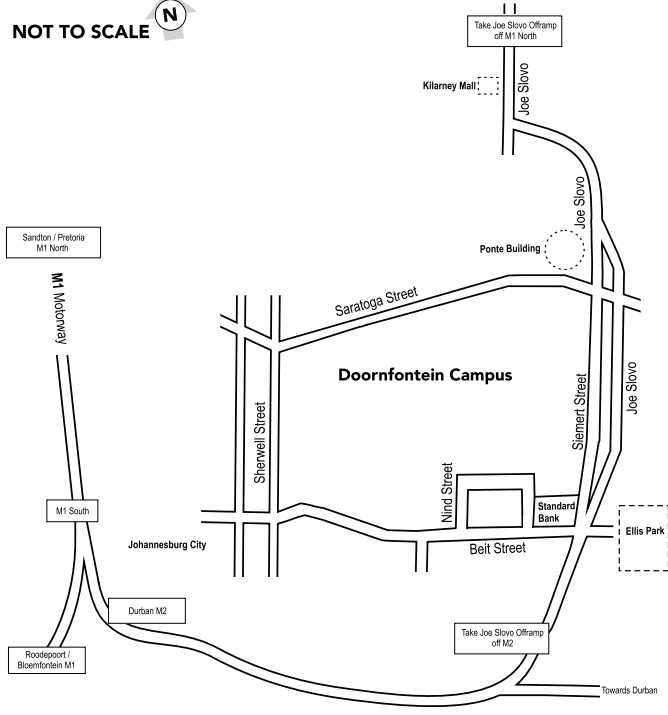 N
NOT TO SCALE
Take Joe Slovo Offramp
off M1 North
Kilarney Mall
Joe Slovo
Joe Slovo
Sandton / Pretoria
M1 North
Ponte Building
M1 Motorway
Saratoga Street
Doornfontein Campus
Joe Slovo
Siemert Street
Sherwell Street
Nind Street
M1 South
Standard
Bank
Ellis Park
Johannesburg City
Beit Street
Durban M2
Take Joe Slovo Offramp
off M2
Roodepoort /
Bloemfontein M1
Towards Durban